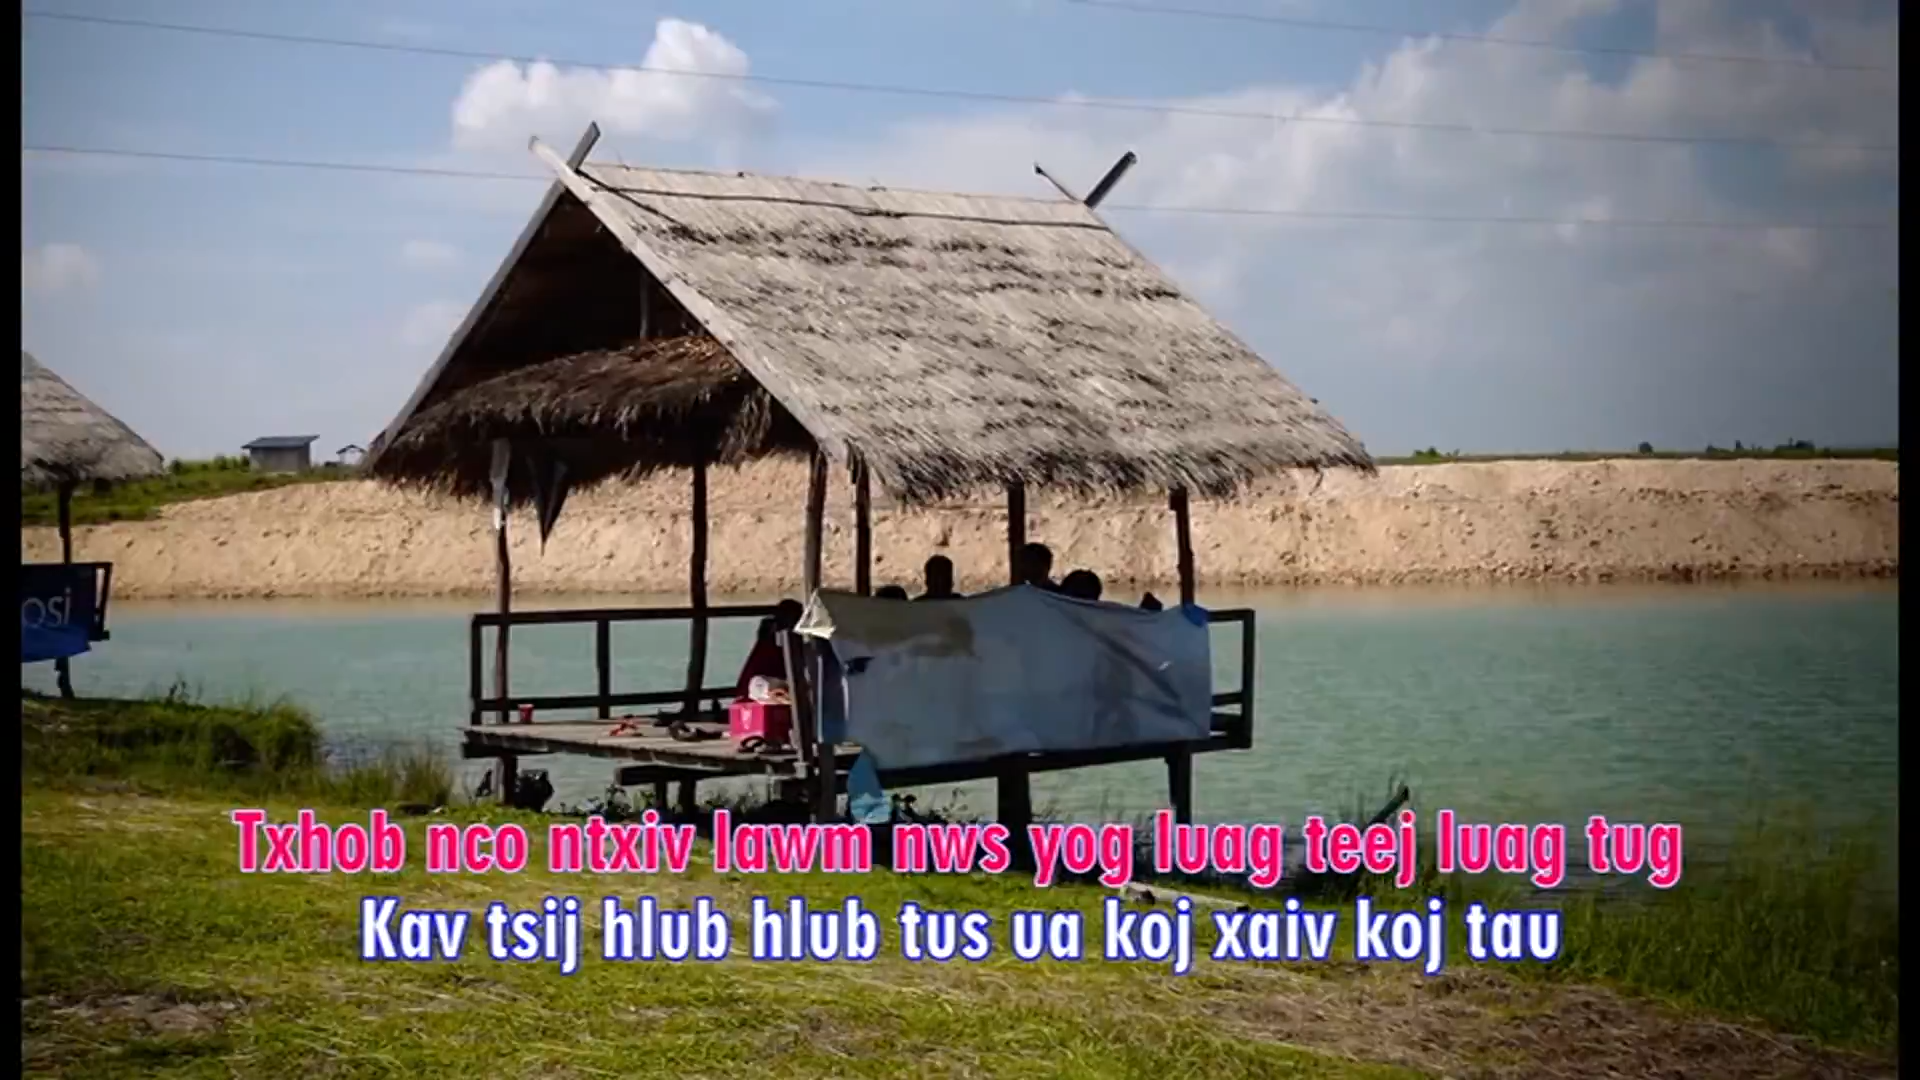 Txhob nco ntxiv lawm nws yog luag teej luag tug
Kav tsij hlub hlub tus ua koj xaiv koj tau